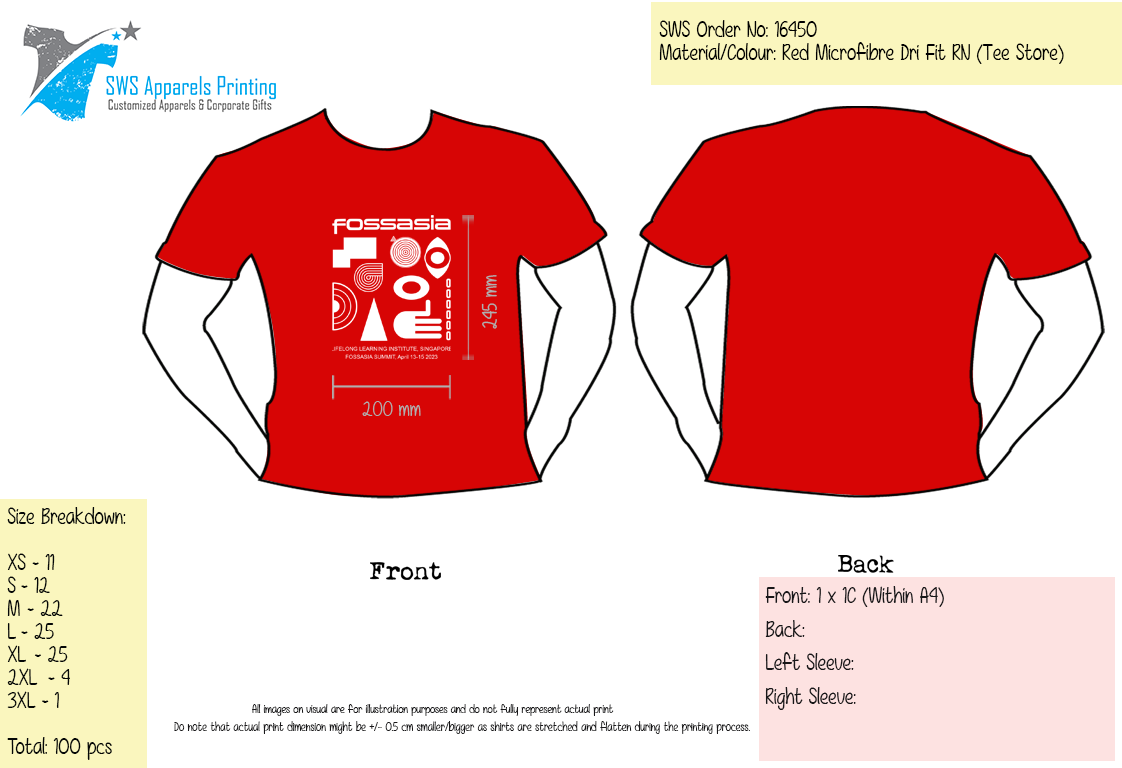 SWS Apparels Printing
Customized Apparels & Corporate Gifts
SWS Order No: 16450
Material/Colour: Red Microfibre Dri Fit RN (Tee Store)
fossasia
245 mm
.IFELONG LEARNING INSTITUTE, SINGAPORE
FOSSASIA SUMMIT, April 13-15 2023
200 mm
Size Breakdown:
XS - 11
S - 12
M - 22
L - 25
XL - 25
2XL - 4
3XL - 1
Total: 100 pcs
Front
Back
Front: 1 x 1C (Within A4)
Back:
Left Sleeve:
Right Sleeve:
All images on visual are for illustration purposes and do not fully represent actual print
Do note that actual print dimension might be +/- 0.5 cm smaller/bigger as shirts are stretched and flatten during the printing process.